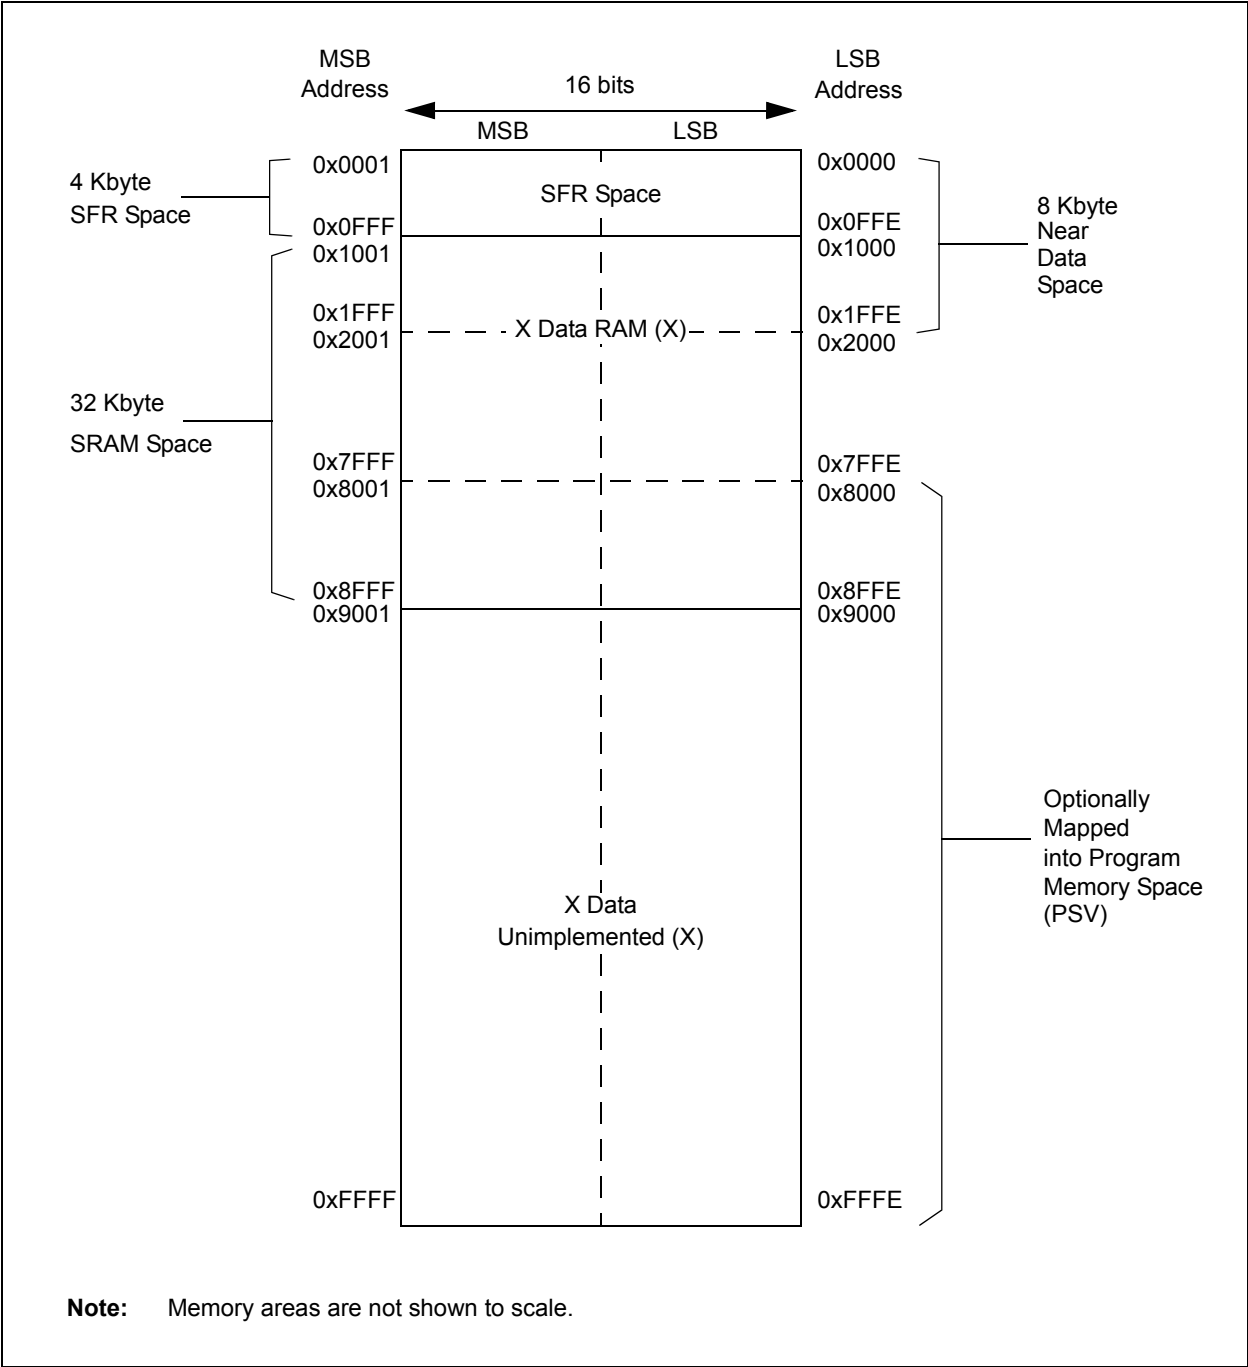 MSB
Address
16 bits
LSB
Address
MSB
LSB
4 Kbyte
SFR Space
0x0001
0x0FFF
0x1001
0x1FFF
0x2001
32 Kbyte
SRAM Space
0x7FFF
0x8001
0x8FFF
0x9001
0xFFFF
SFR Space
X Data RAM (X)
X Data
Unimplemented (X)
0x0000
0x0FFE
0x1000
0x1FFE
0x2000
0x7FFE
0x8000
0x8FFE
0x9000
0xFFFE
8 Kbyte
Near
Data
Space
Optionally
Mapped
into Program
Memory Space
(PSV)
Note: Memory areas are not shown to scale.